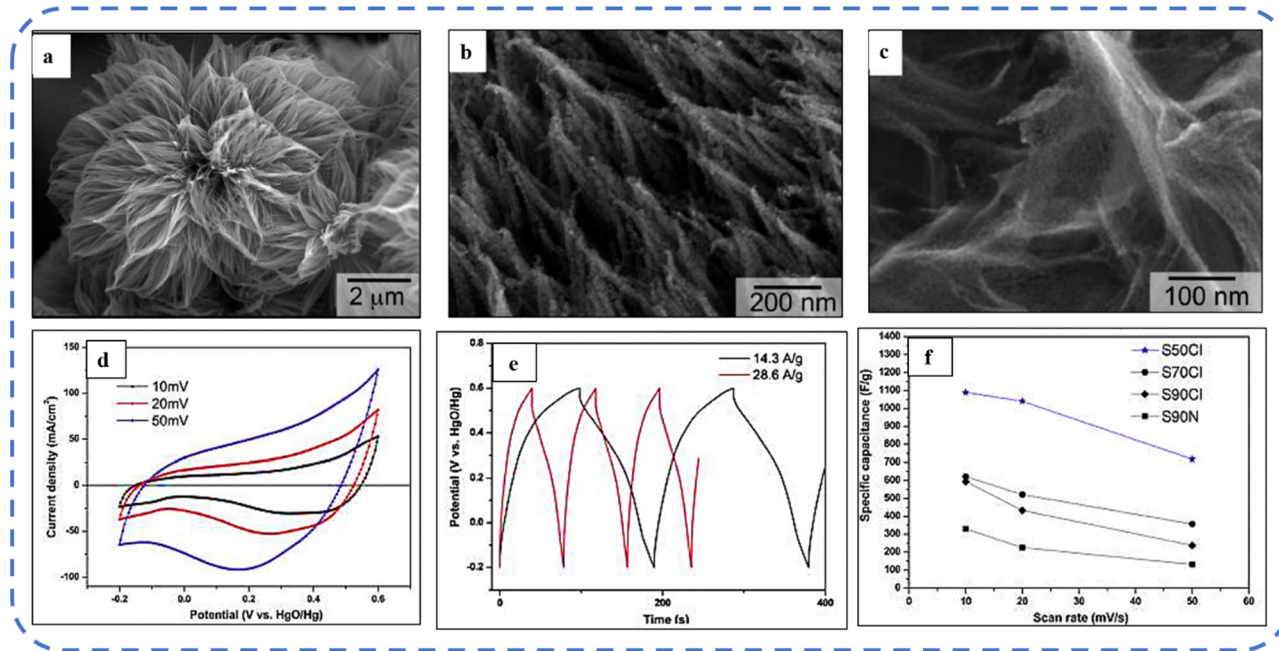 a
2 μm
b
200 nm
c
100 nm
d
150
100
50
0
-50
-100
-0.2
0.0
0.2
0.4
0.6
10mV
20mV
50mV
Current density (mA/cm²)
Potential (V vs. HgO/Hg)
e
0.8
0.6
0.4
0.2
0.0
-0.2
0
200
400
14.3 A/g
28.6 A/g
Potential (V vs. HgO/Hg)
Time (s)
f
1400
1300
1200
1100
1000
900
800
700
600
500
400
300
200
100
0
0
10
20
30
40
50
60
S50Cl
S70Cl
S90Cl
S90N
Specific capacitance (F/g)
Scan rate (mV/s)